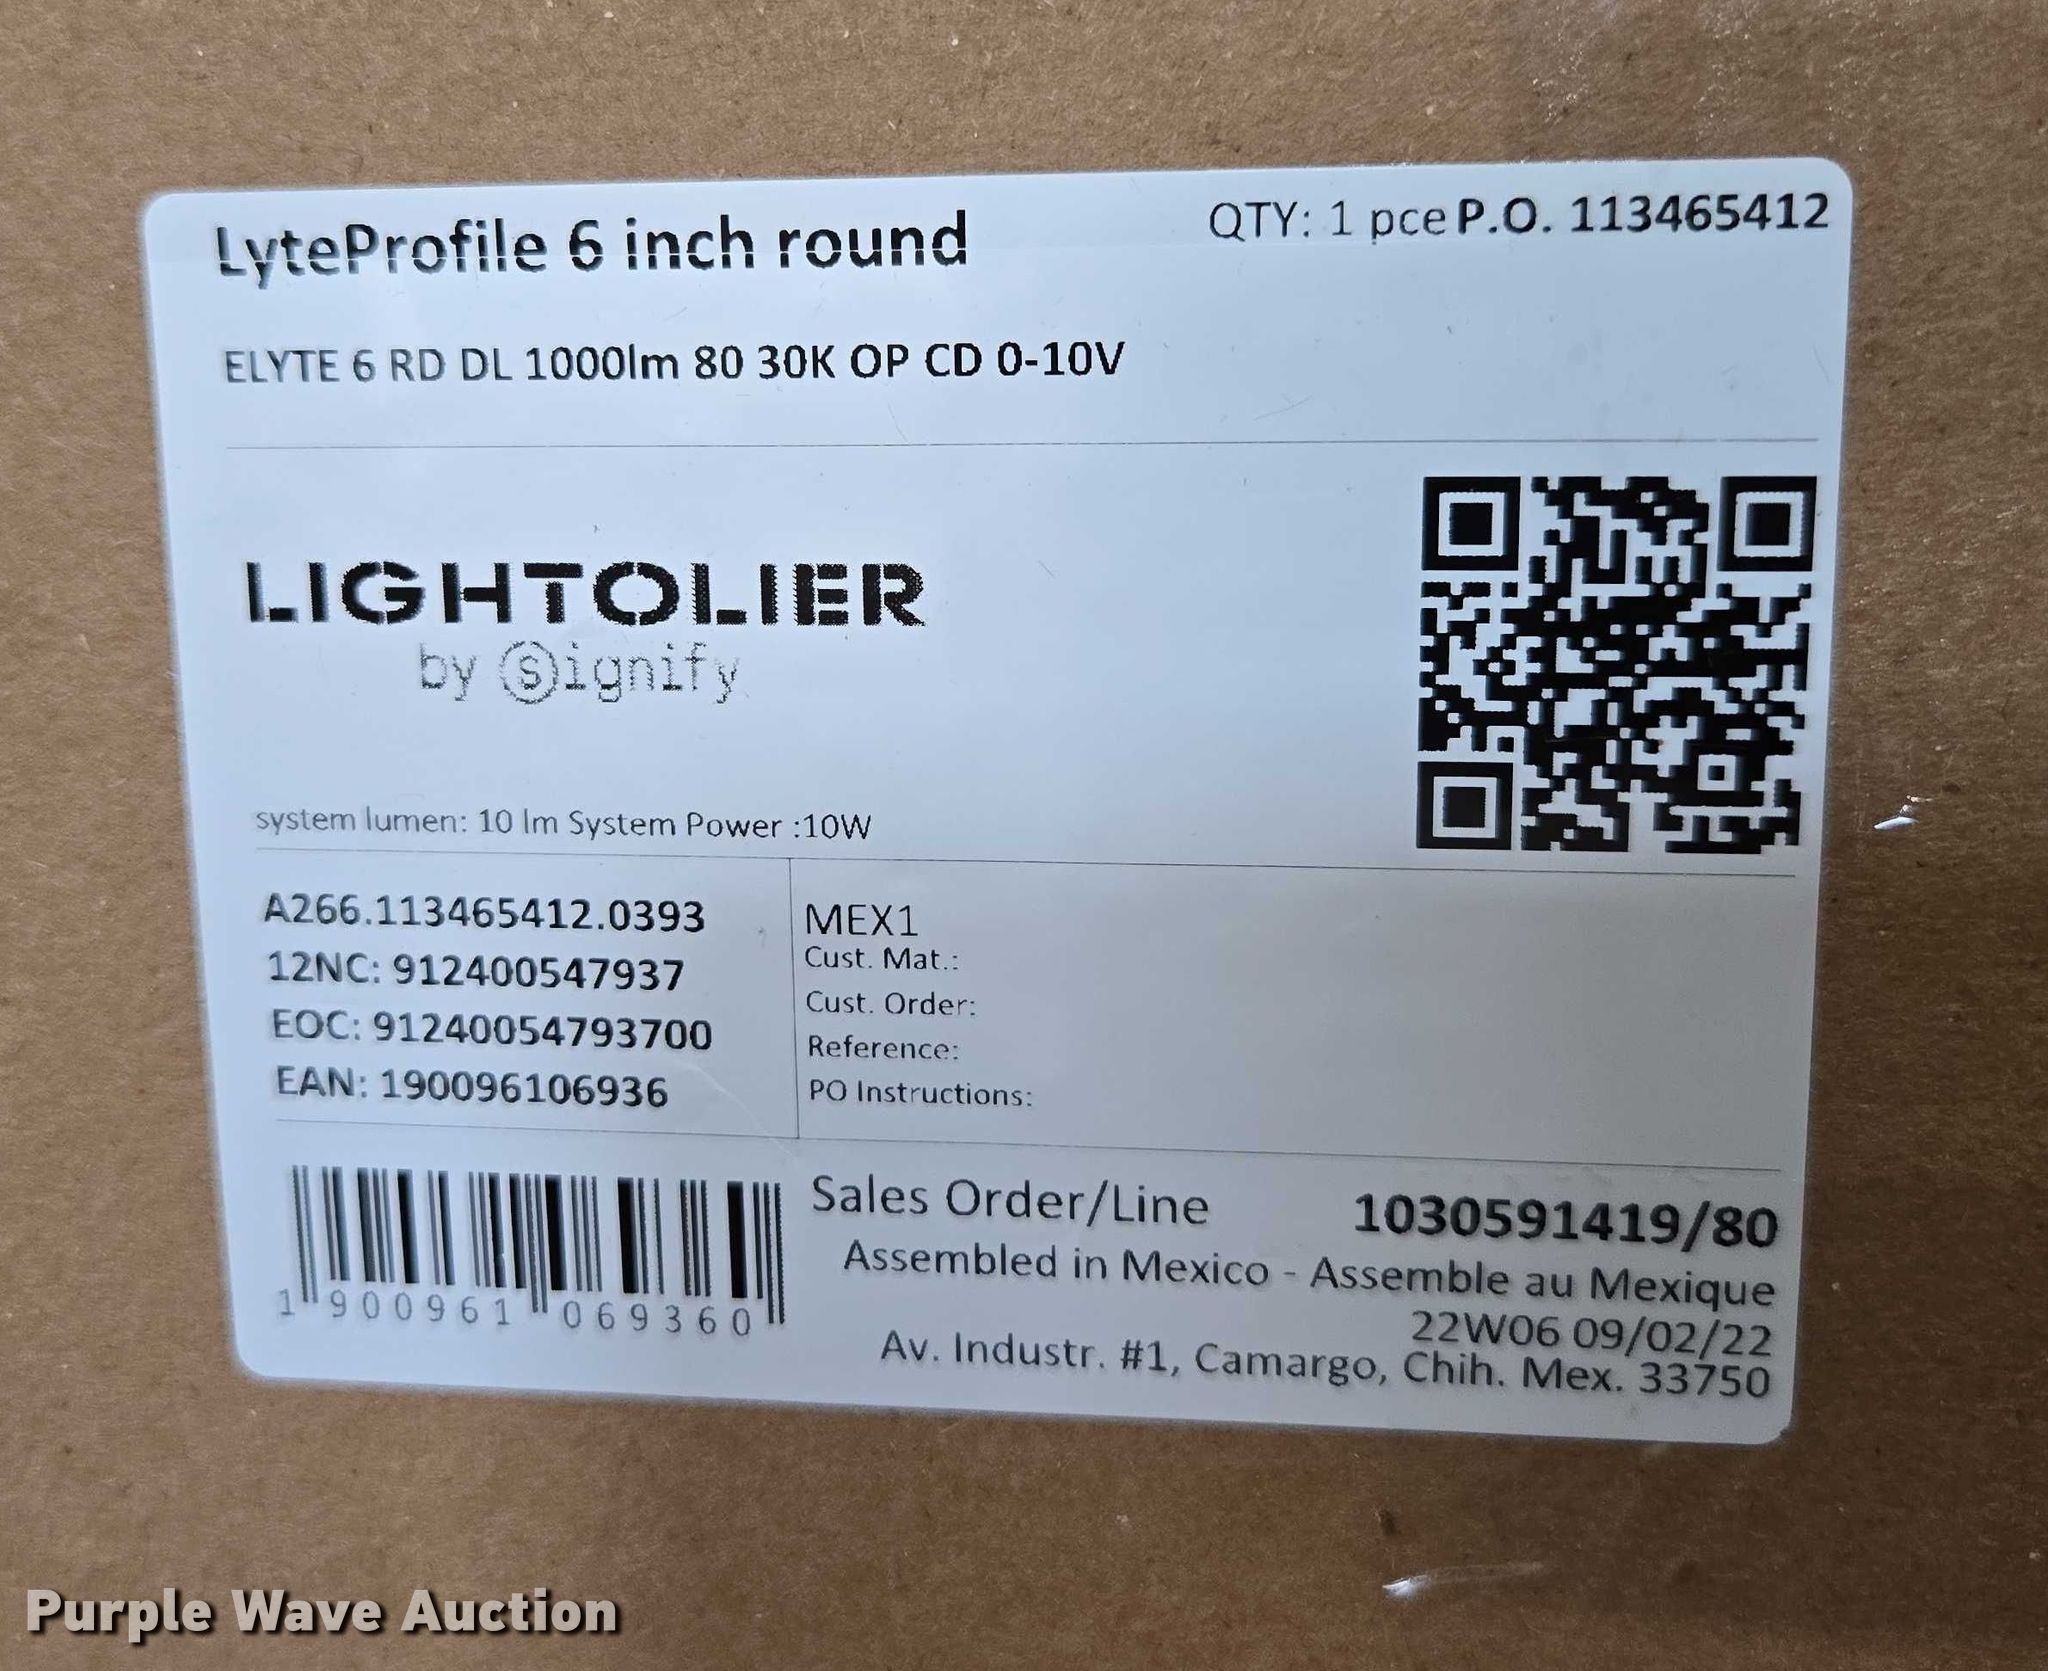 LyteProfile 6 inch round
QTY: 1 pce P.O. 113465412
ELYTE 6 RD DL 1000lm 80 30K OP CD 0-10V
LIGHTOLIER
by Signify
system lumen: 10 lm System Power :10W
A266.113465412.0393
12NC: 912400547937
EOC: 91240054793700
EAN: 190096106936
MEX1
Cust. Mat.:
Cust. Order:
Reference:
PO Instructions:
1 900961 069360
Sales Order/Line 1030591419/80
Assembled in Mexico - Assemble au Mexique
22W06 09/02/22
Av. Industr. #1, Camargo, Chih. Mex. 33750
Purple Wave Auction